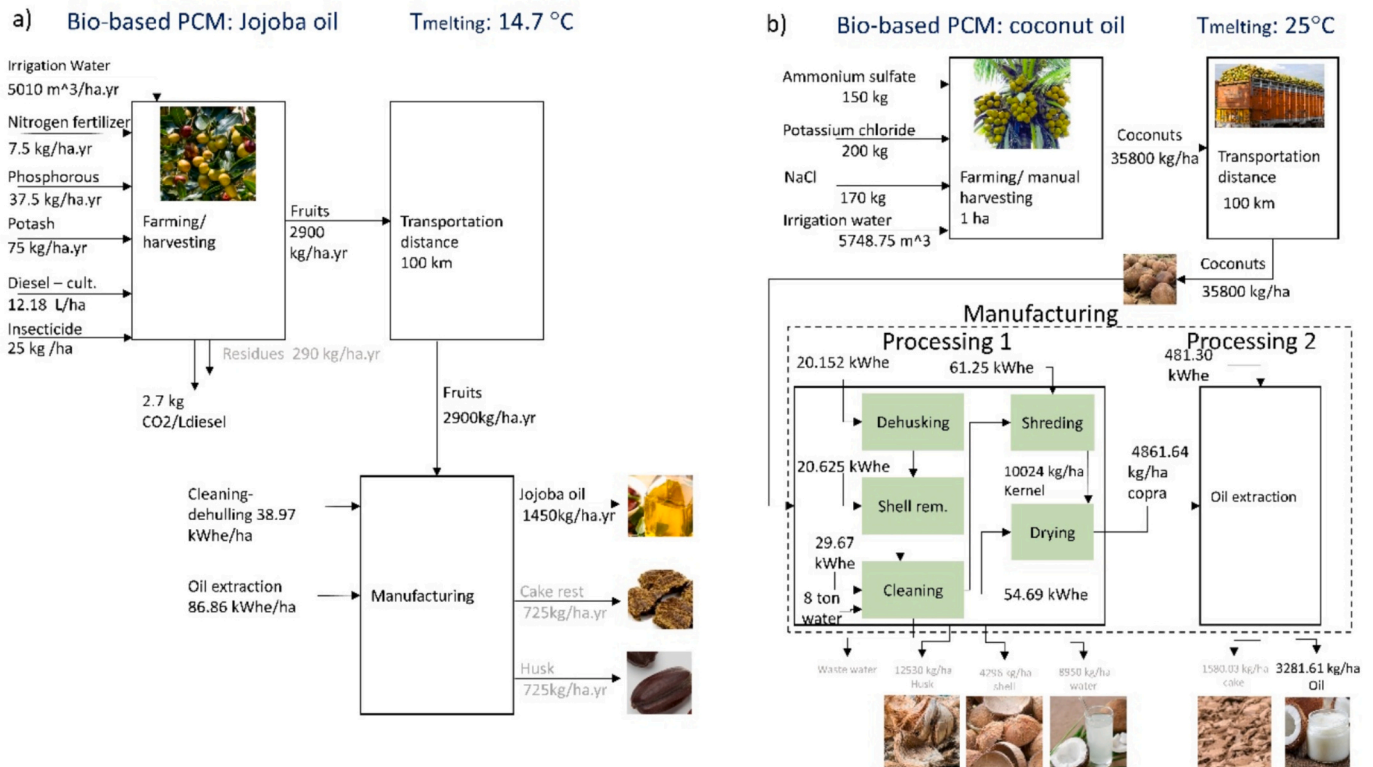 a)
Bio-based PCM: Jojoba oil
Tmelting: 14.7 °C
Irrigation Water
5010 m^3/ha.yr
Nitrogen fertilizer
7.5 kg/ha.yr
Phosphorous
37.5 kg/ha.yr
Potash
75 kg/ha.yr
Diesel – cult.
12.18 L/ha
Insecticide
25 kg /ha
Farming/
harvesting
Fruits
2900
kg/ha.yr
Transportation
distance
100 km
Residues 290 kg/ha.yr
2.7 kg
CO2/Ldiesel
Fruits
2900kg/ha.yr
Cleaning-
dehulling 38.97
kWhe/ha
Oil extraction
86.86 kWhe/ha
Manufacturing
Jojoba oil
1450kg/ha.yr
Cake rest
725kg/ha.yr
Husk
725kg/ha.yr
b)
Bio-based PCM: coconut oil
Tmelting: 25°C
Ammonium sulfate
150 kg
Potassium chloride
200 kg
NaCl
170 kg
Irrigation water
5748.75 m^3
Farming/ manual
harvesting
1 ha
Coconuts
35800 kg/ha
Transportation
distance
100 km
Coconuts
35800 kg/ha
Manufacturing
Processing 1
Processing 2
20.152 kWhe
61.25 kWhe
481.30
kWhe
Dehusking
Shreding
20.625 kWhe
10024 kg/ha
Kernel
4861.64
kg/ha
copra
Shell rem.
Drying
Oil extraction
29.67
kWhe
Cleaning
8 ton
water
54.69 kWhe
Waste water
12530 kg/ha
Husk
4296 kg/ha
shell
8950 kg/ha
water
1580.03 kg/ha
cake
3281.61 kg/ha
Oil